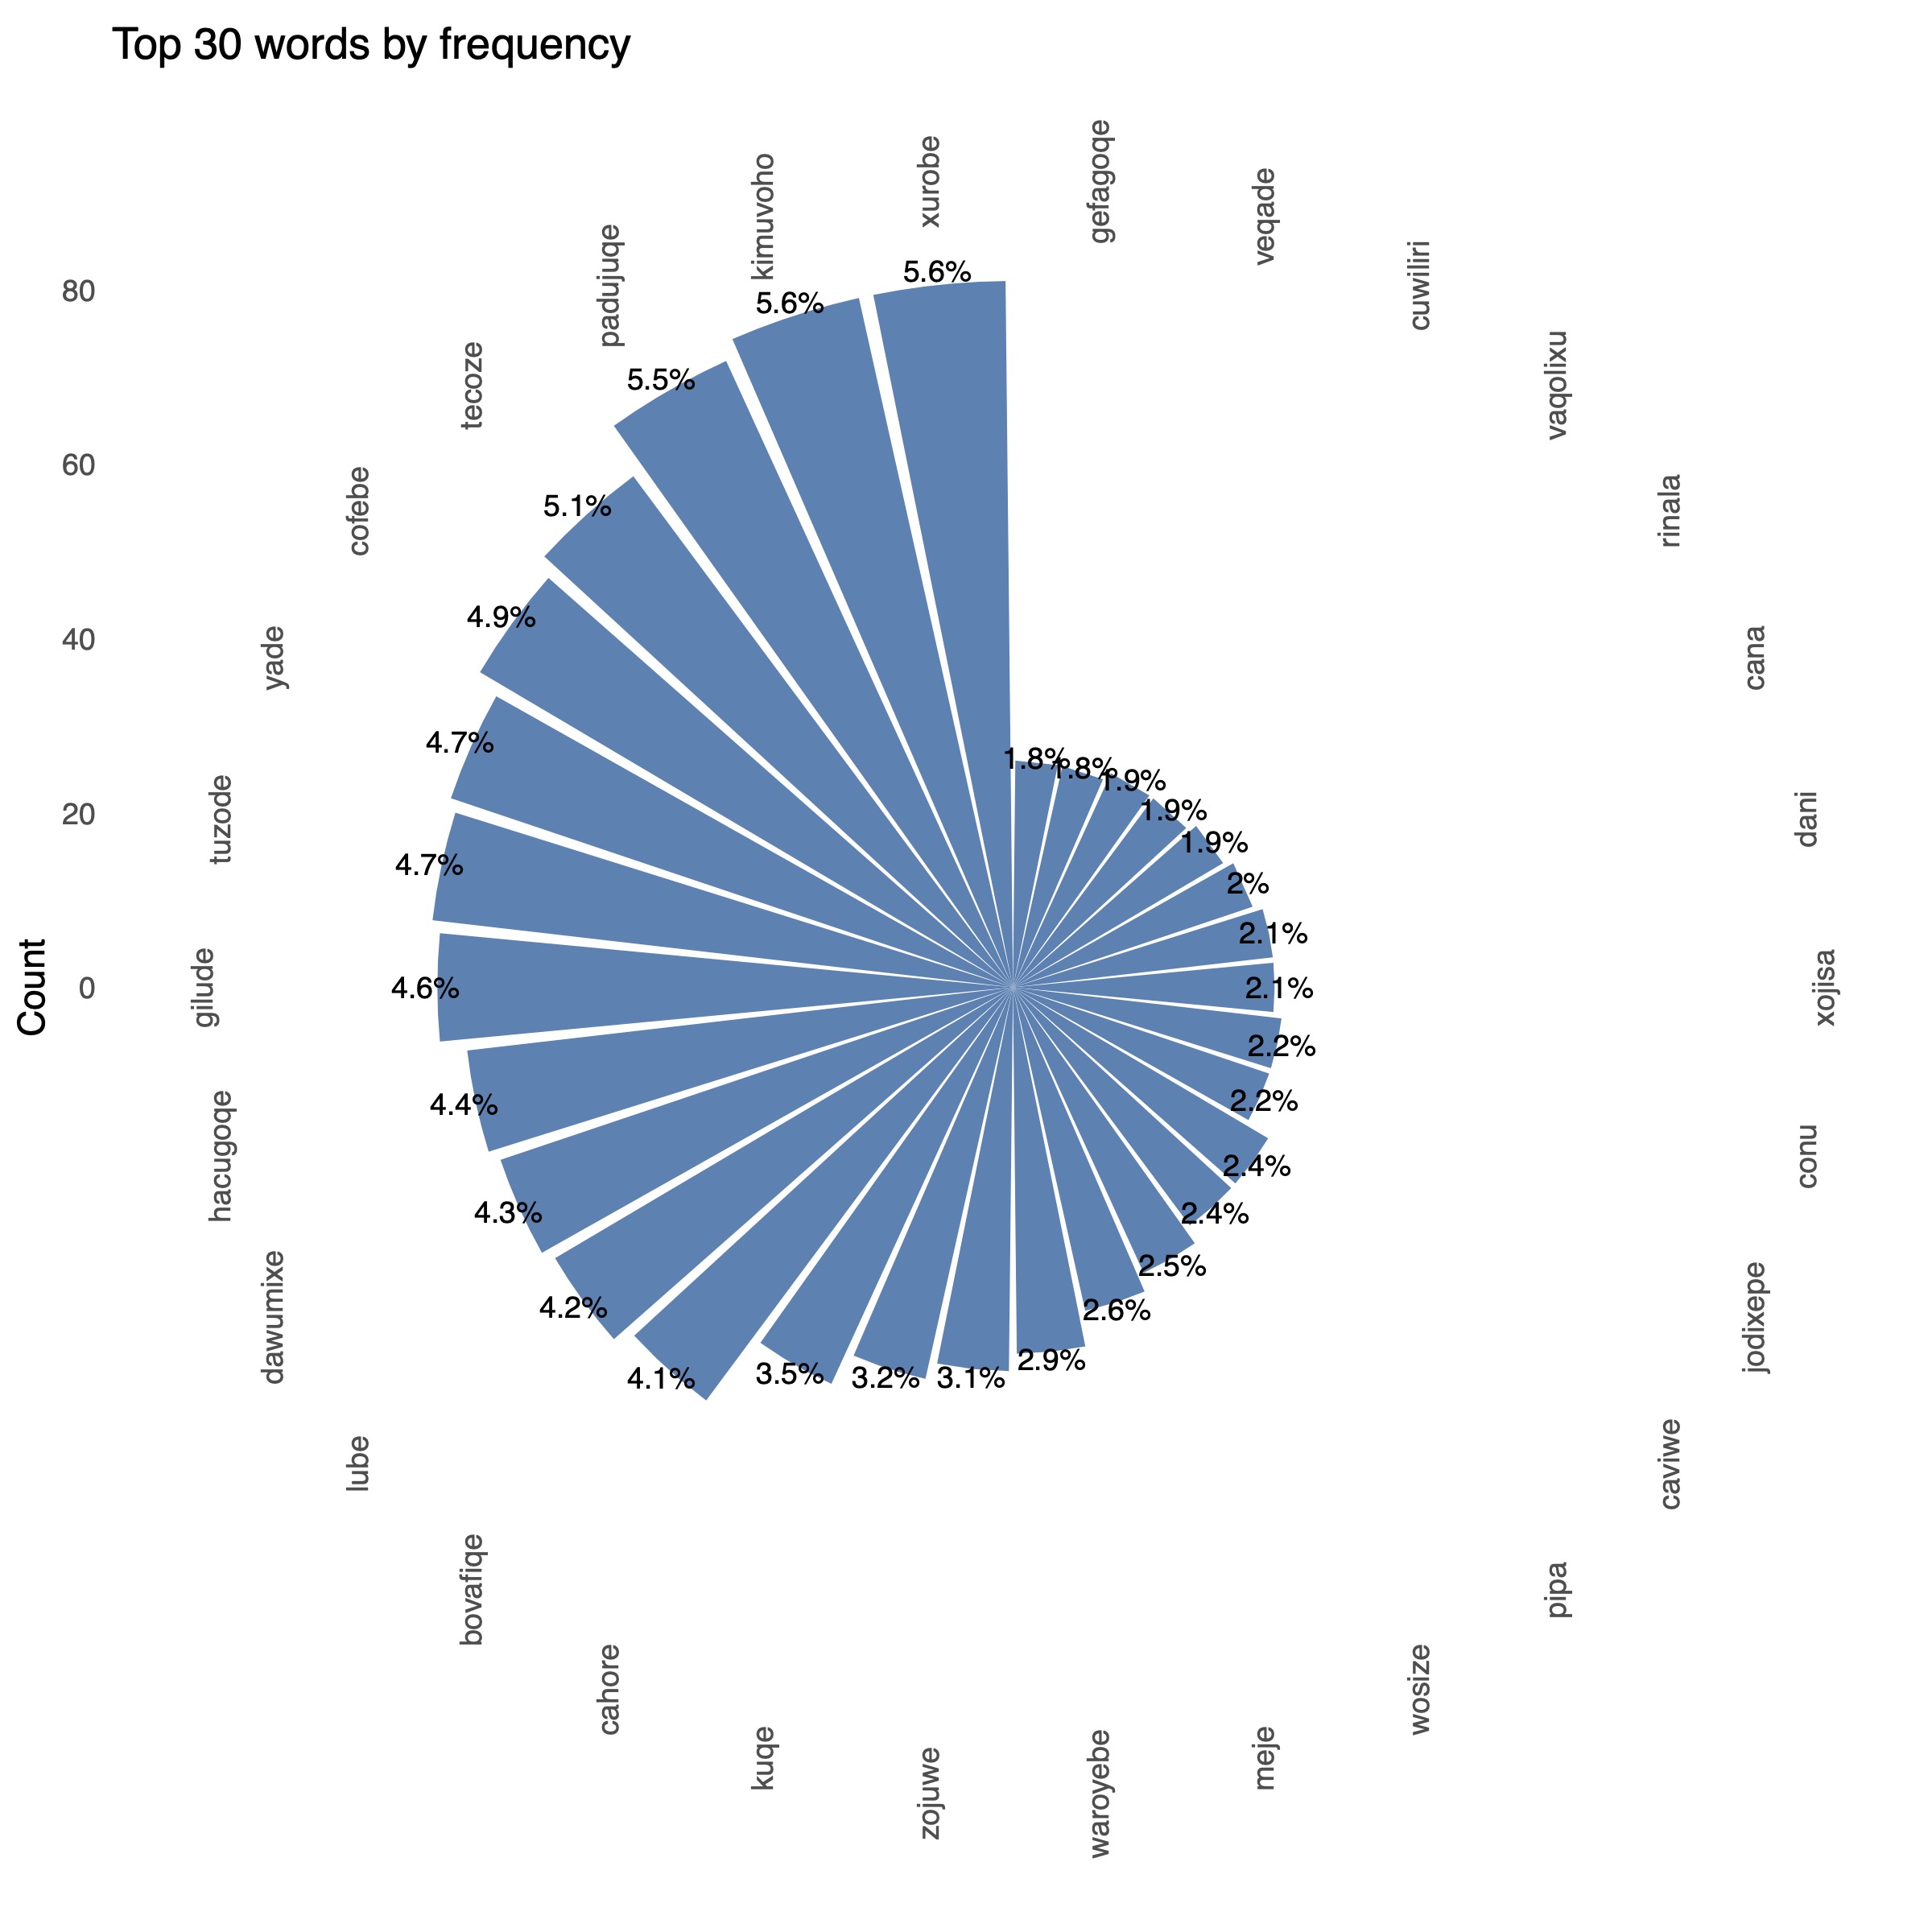 Top 30 words by frequency
gefagoqe
veqade
cuwiliri
vaqolixu
rinala
cana
dani
xojisa
conu
jodixepe
caviwe
pipa
wosize
meje
waroyebe
zojuwe
kuqe
cahore
bovafiqe
lube
dawumixe
hacugoqe
gilude
tuzode
yade
cofebe
tecoze
padujuqe
kimuvoho
xurobe
1.8%
1.8%
1.9%
1.9%
1.9%
2%
2.1%
2.1%
2.2%
2.2%
2.4%
2.4%
2.5%
2.6%
2.9%
3.1%
3.2%
3.5%
4.1%
4.2%
4.3%
4.4%
4.6%
4.7%
4.7%
4.9%
5.1%
5.5%
5.6%
5.6%
80
60
40
20
0
Count